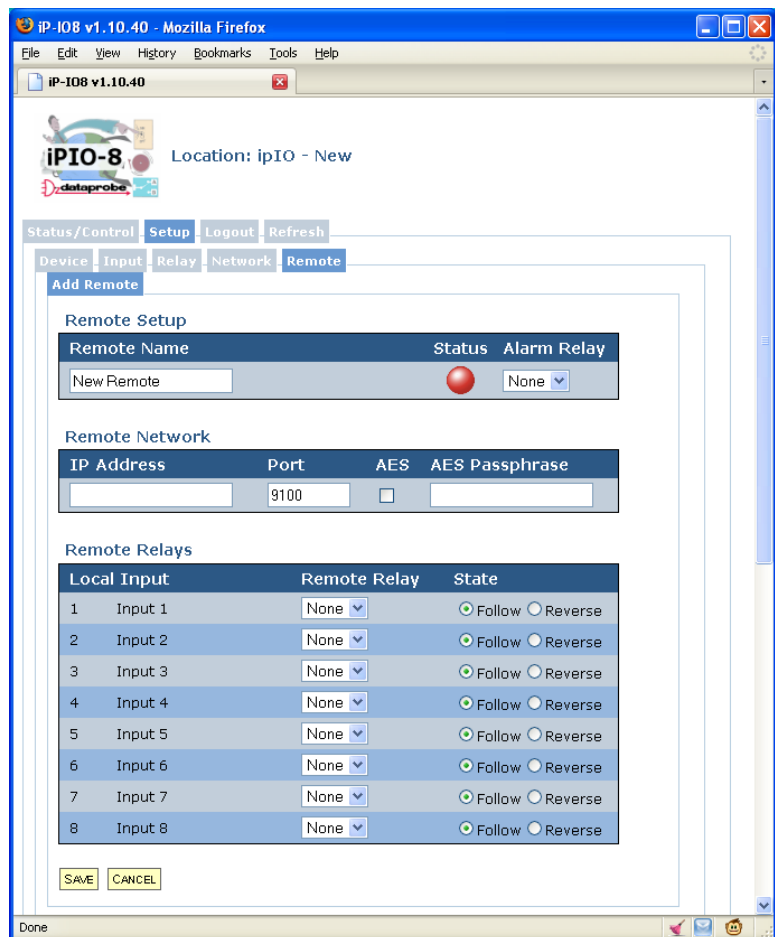 iP-IO8 v1.10.40 - Mozilla Firefox
File Edit View History Bookmarks Tools Help
iP-IO8 v1.10.40
iPIO-8
dataprobe
Location: ipIO - New
Status/Control Setup Logout Refresh
Device Input Relay Network Remote
Add Remote
Remote Setup
Remote Name Status Alarm Relay
New Remote None
Remote Network
IP Address Port AES AES Passphrase
9100
Remote Relays
Local Input Remote Relay State
1 Input 1 None Follow Reverse
2 Input 2 None Follow Reverse
3 Input 3 None Follow Reverse
4 Input 4 None Follow Reverse
5 Input 5 None Follow Reverse
6 Input 6 None Follow Reverse
7 Input 7 None Follow Reverse
8 Input 8 None Follow Reverse
SAVE CANCEL
Done